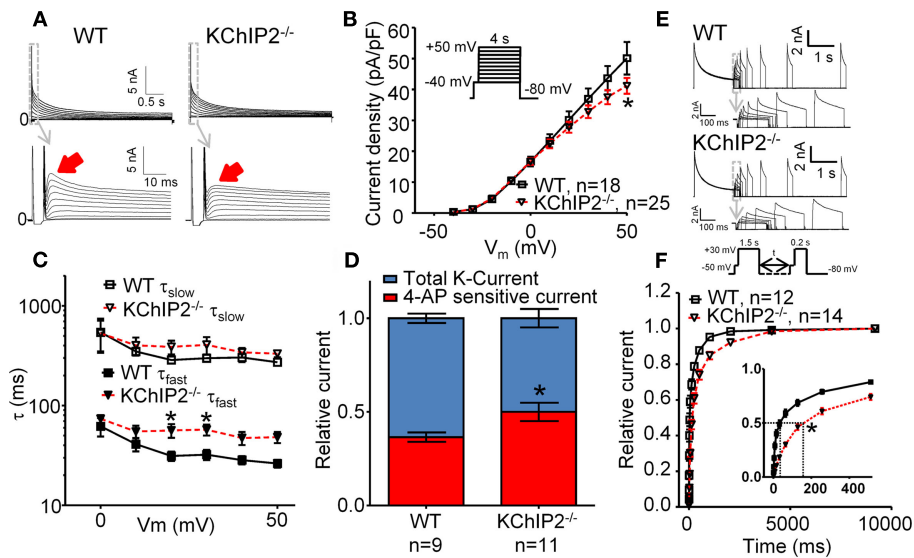 A
WT
KChIP2-/-
5 nA
0.5 s
0
5 nA
10 ms
0
B
4 s
+50 mV
-40 mV
-80 mV
Current density (pA/pF)
60
50
40
30
20
10
0
*
WT, n=18
KChIP2-/-, n=25
-50
0
50
Vm (mV)
E
WT
2 nA
1 s
2 nA
100 ms
KChIP2-/-
2 nA
1 s
2 nA
100 ms
1.5 s
0.2 s
+30 mV
t
-50 mV
-80 mV
C
WT τslow
KChIP2-/- τslow
WT τfast
KChIP2-/- τfast
* *
τ (ms)
1000
100
10
0
50
Vm (mV)
D
Total K-Current
4-AP sensitive current
Relative current
1.0
0.5
0.0
*
WT
n=9
KChIP2-/-
n=11
F
WT, n=12
KChIP2-/-, n=14
Relative current
1.2
1.0
0.8
0.6
0.4
0.2
0.0
1.0
0.5
0.0
*
0
200
400
0
5000
10000
Time (ms)